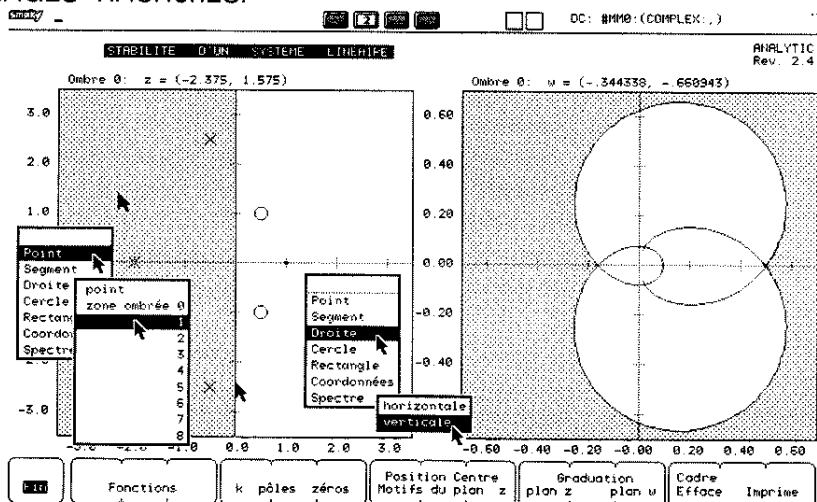 smaky
2
DC: #MM0:(COMPLEX:,)
STABILITE D'UN SYSTEME LINEAIRE
ANALYTIC
Rev. 2.4
Ombre 0: z = (-2.375, 1.575)
Ombre 0: w = (-.344338, -.660943)
3.0
2.0
1.0
-3.0
0.60
0.40
0.20
0.00
-0.20
-0.40
Point
Segment
Droite
Cercle
Rectang
Coordon
Spectre
point
zone ombrée 0
1
2
3
4
5
6
7
8
Point
Segment
Droite
Cercle
Rectangle
Coordonnées
Spectre
horizontale
verticale
0.0 1.0 2.0 3.0
-0.60 -0.40 -0.20 -0.00 0.20 0.40 0.60
Fin
Fonctions
k pôles zéros
Position Centre
Motifs du plan z
Graduation
plan z plan w
Cadre
Efface Imprime